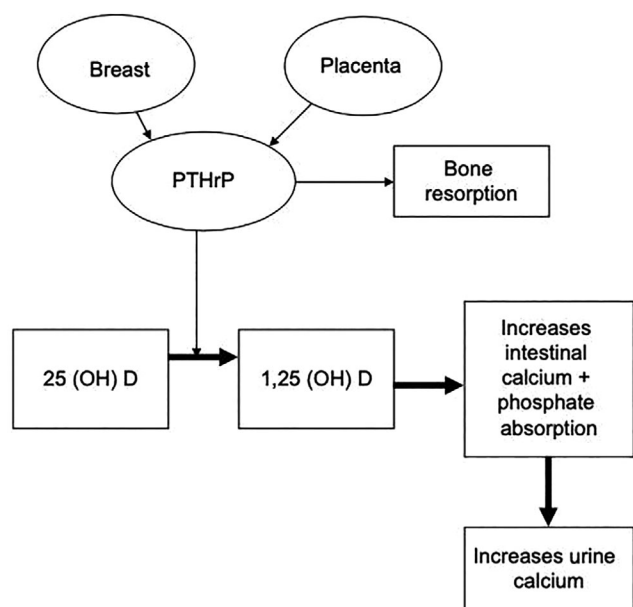 Breast
Placenta
PTHrP
Bone
resorption
25 (OH) D
1,25 (OH) D
Increases
intestinal
calcium +
phosphate
absorption
Increases urine
calcium